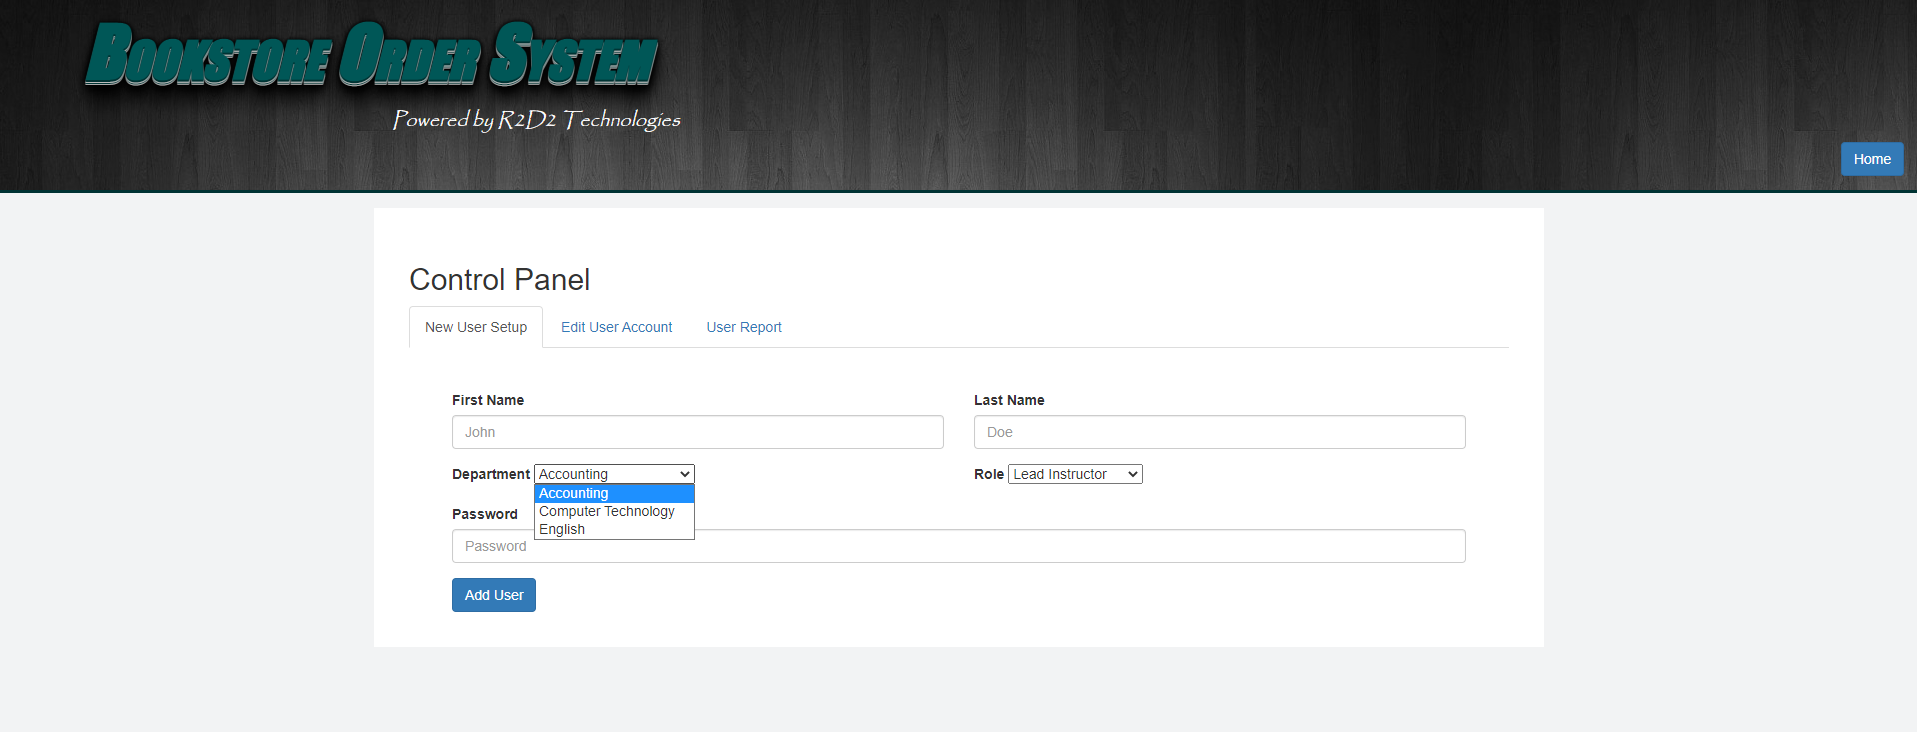 Bookstore Order System
Powered by R2D2 Technologies
Home
Control Panel
New User Setup Edit User Account User Report
First Name Last Name
John Doe
Department Accounting Role Lead Instructor
Accounting
Computer Technology
English
Password
Password
Add User